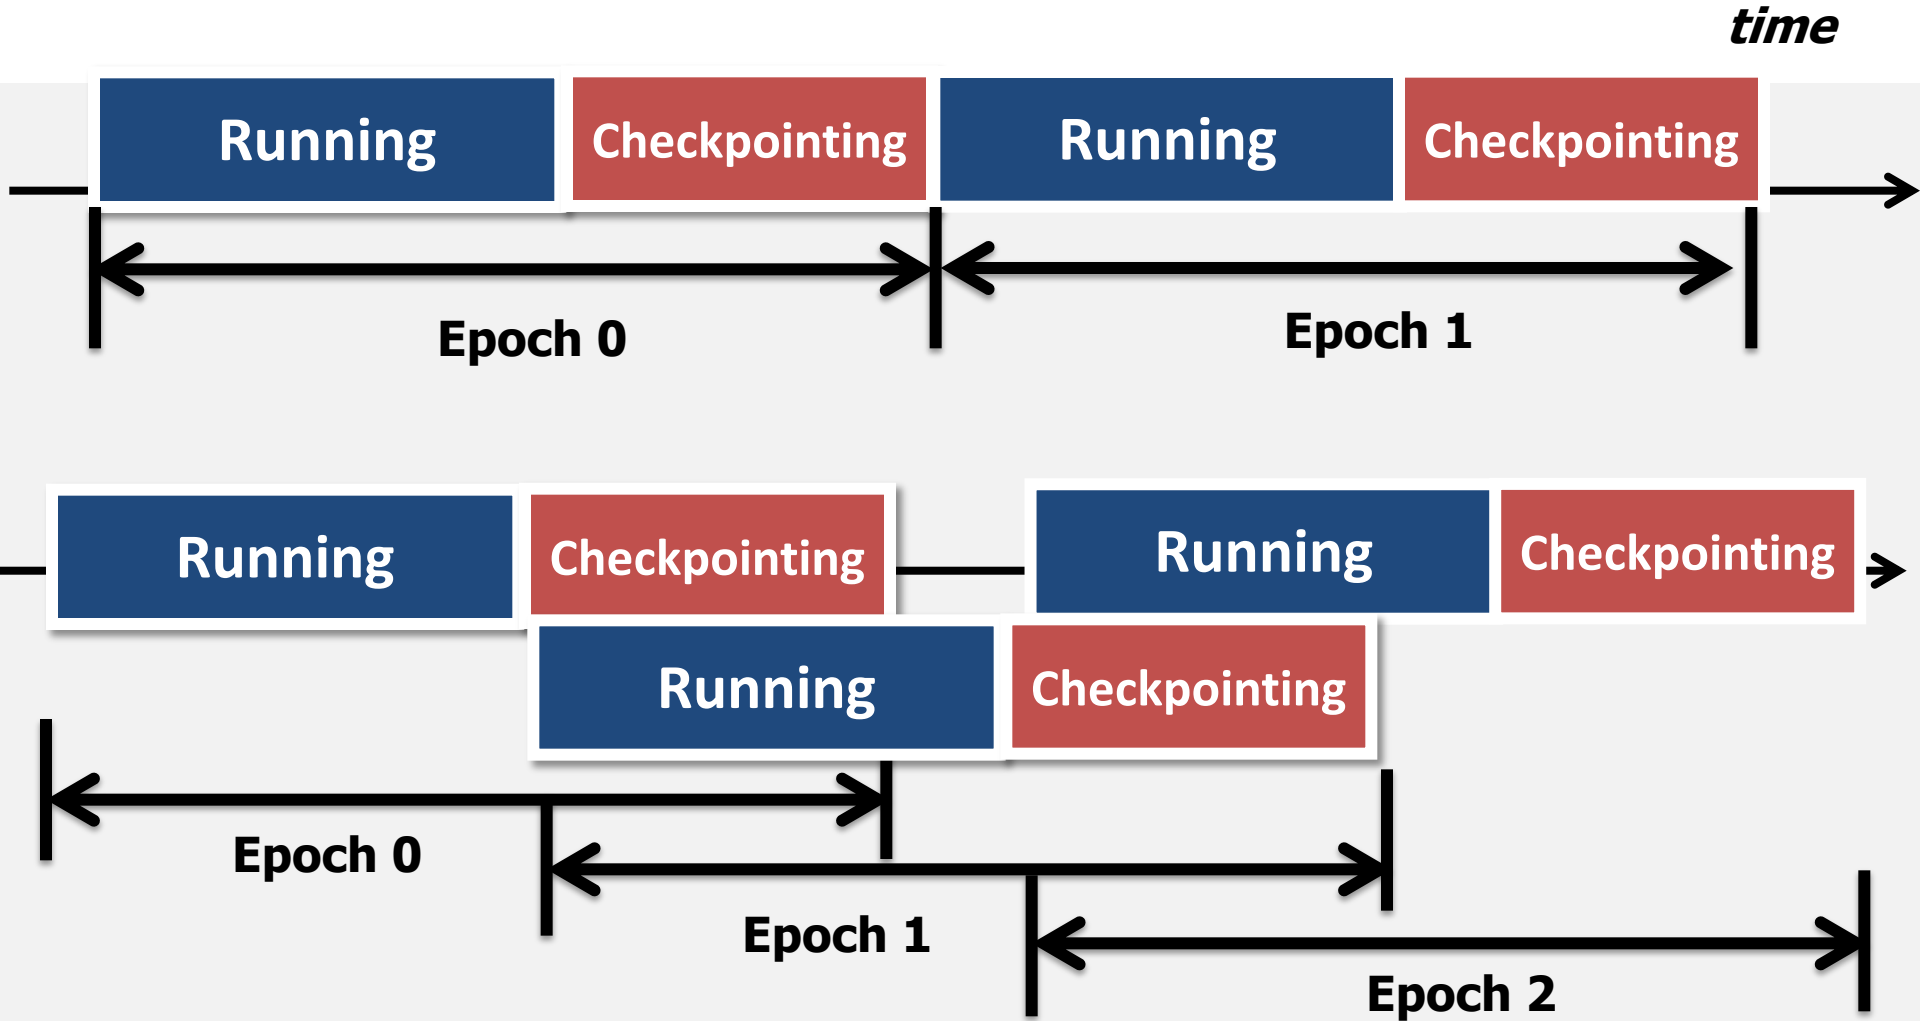 time
Running
Checkpointing
Running
Checkpointing
Epoch 0
Epoch 1
Running
Checkpointing
Running
Checkpointing
Running
Checkpointing
Epoch 0
Epoch 1
Epoch 2